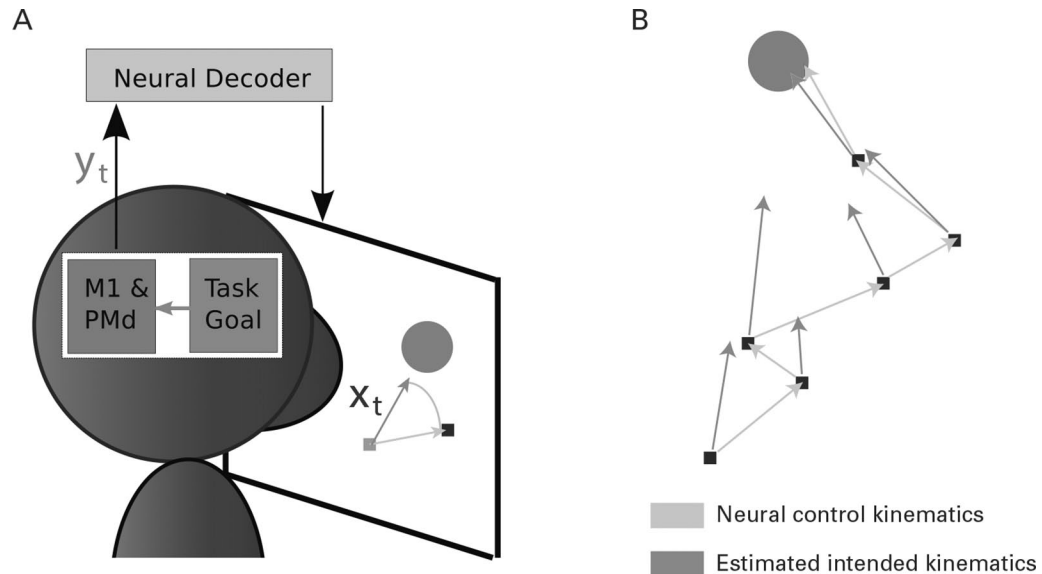 A
Neural Decoder
y t
M1 &
PMd
Task
Goal
x t
B
Neural control kinematics
Estimated intended kinematics